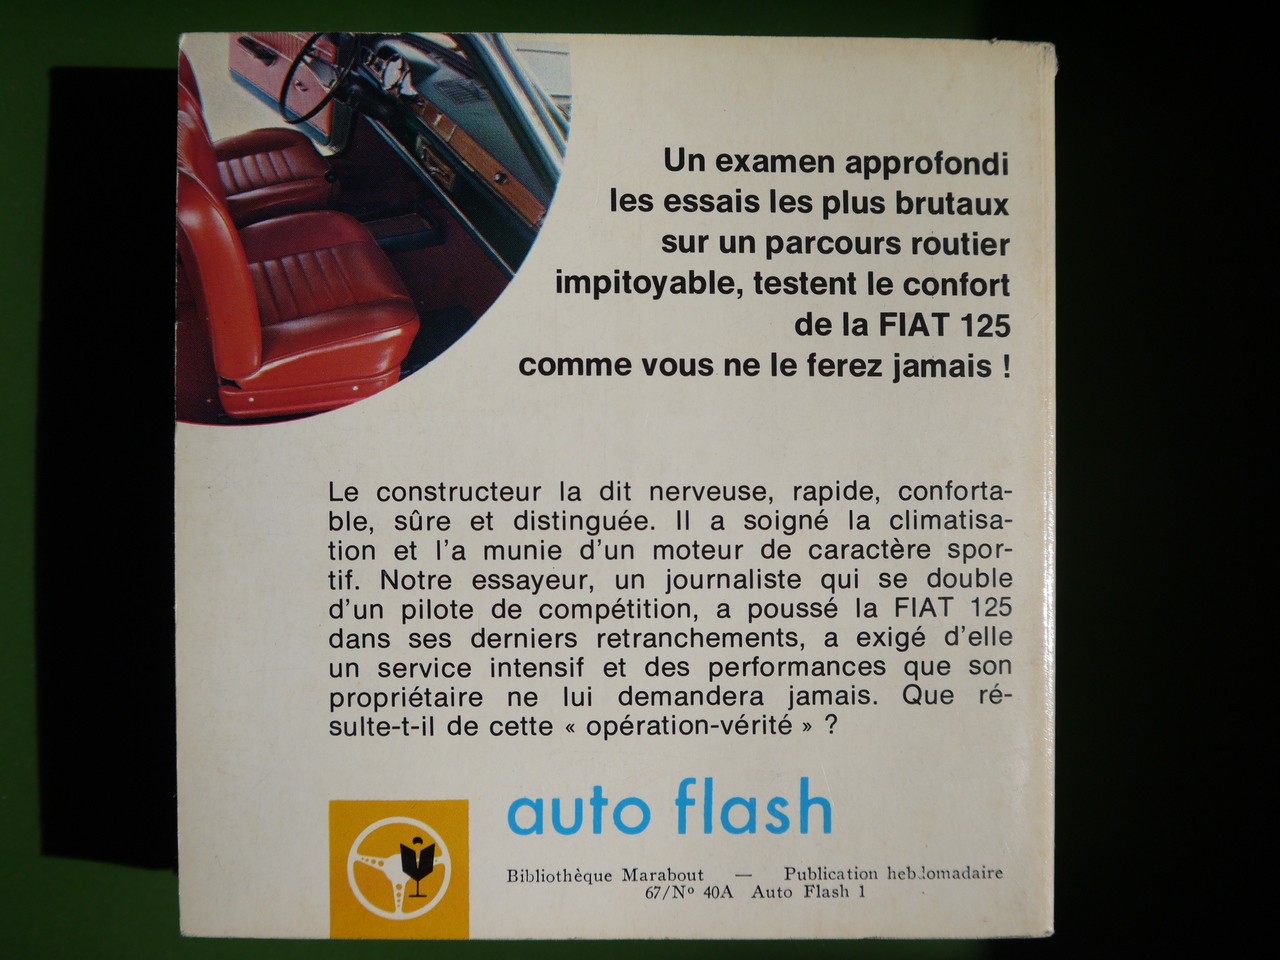 Un examen approfondi
les essais les plus brutaux
sur un parcours routier
impitoyable, testent le confort
de la FIAT 125
comme vous ne le ferez jamais !
Le constructeur la dit nerveuse, rapide, conforta-
ble, sûre et distinguée. Il a soigné la climatisa-
tion et l'a munie d'un moteur de caractère spor-
tif. Notre essayeur, un journaliste qui se double
d'un pilote de compétition, a poussé la FIAT 125
dans ses derniers retranchements, a exigé d'elle
un service intensif et des performances que son
propriétaire ne lui demandera jamais. Que ré-
sulte-t-il de cette « opération-vérité » ?
auto flash
Bibliothèque Marabout — Publication hebdomadaire
67/Nº 40A Auto Flash 1